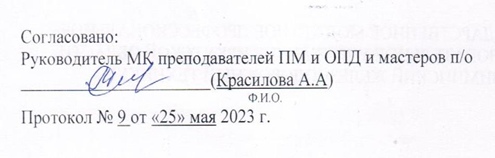 Согласовано:
Руководитель МК преподавателей ПМ и ОПД и мастеров п/о
(Красилова А.А)
Ф.И.О.
Протокол № 9 от «25» мая 2023 г.